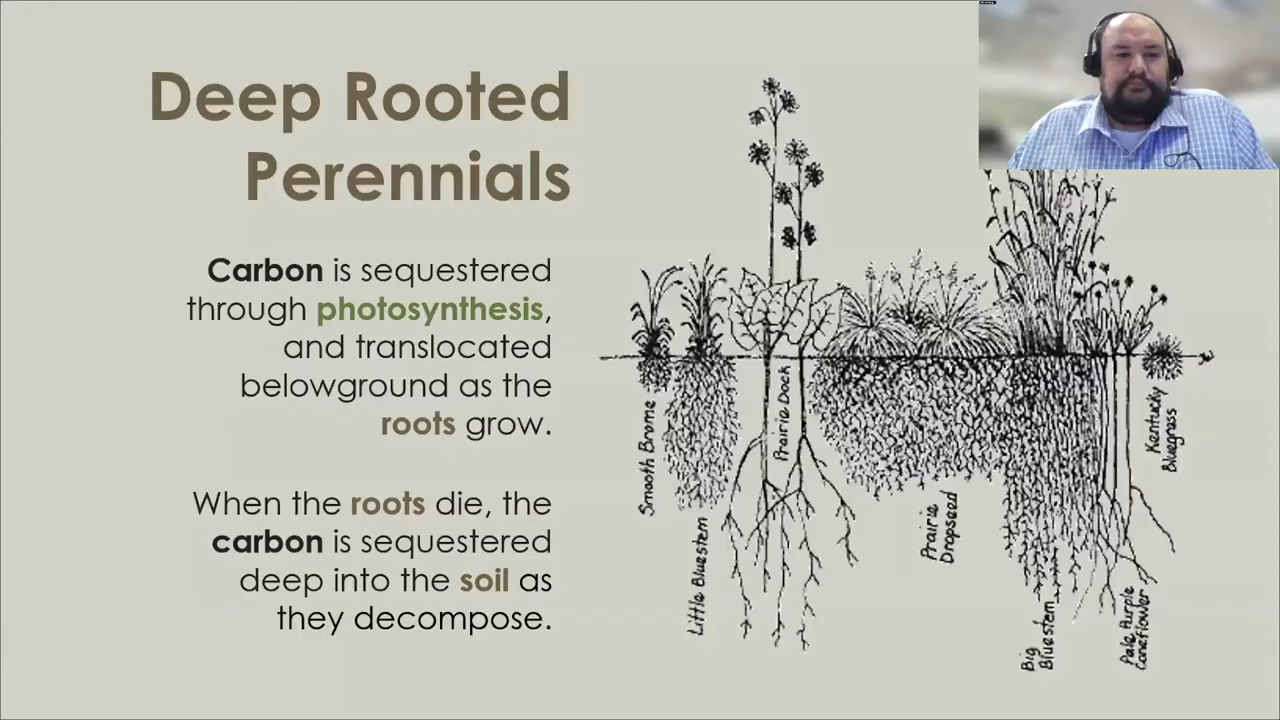 Deep Rooted
Perennials
Carbon is sequestered
through photosynthesis,
and translocated
belowground as the
roots grow.
When the roots die, the
carbon is sequestered
deep into the soil as
they decompose.
Smooth Brome
Little Bluestem
Prairie Dock
Prairie
Dropseed
Big
Bluestem
Pale Purple
Coneflower
Kentucky
Bluegrass